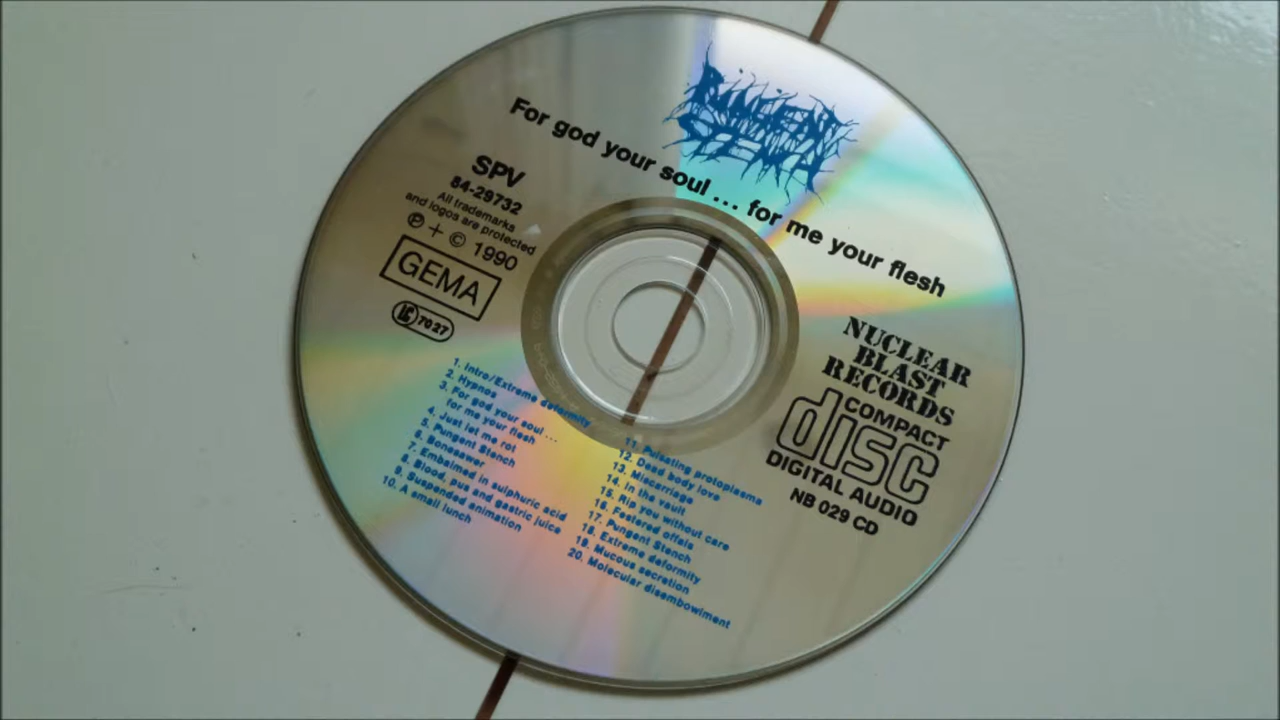 PUNGENT
STENCH
For god your soul ... for me your flesh
SPV
84-29732
All trademarks
and logos are protected
℗ + © 1990
GEMA
LC 7027
NUCLEAR
BLAST
RECORDS
COMPACT
disc
DIGITAL AUDIO
NB 029 CD
1. Intro/Extreme deformity
2. Hypnos
3. For god your soul ...
for me your flesh
4. Just let me rot
5. Pungent Stench
6. Bonesawer
7. Embalmed in sulphuric acid
8. Blood, pus and gastric juice
9. Suspended animation
10. A small lunch
11. Pulsating protoplasma
12. Dead body love
13. Miscarriage
14. In the vault
15. Rip you without care
16. Festered offals
17. Pungent Stench
18. Extreme deformity
19. Mucous secretion
20. Molecular disembowlment